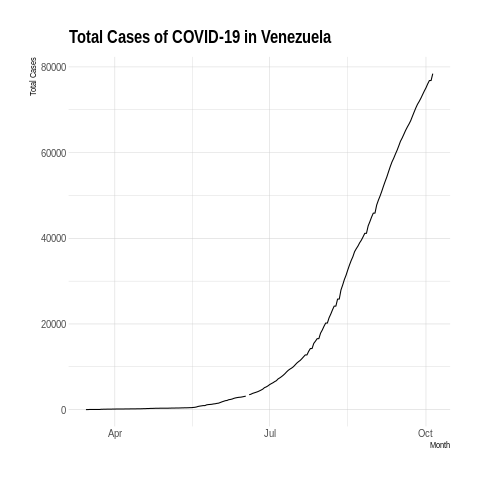 Total Cases of COVID-19 in Venezuela
Total Cases
80000
60000
40000
20000
0
Apr
Jul
Oct
Month